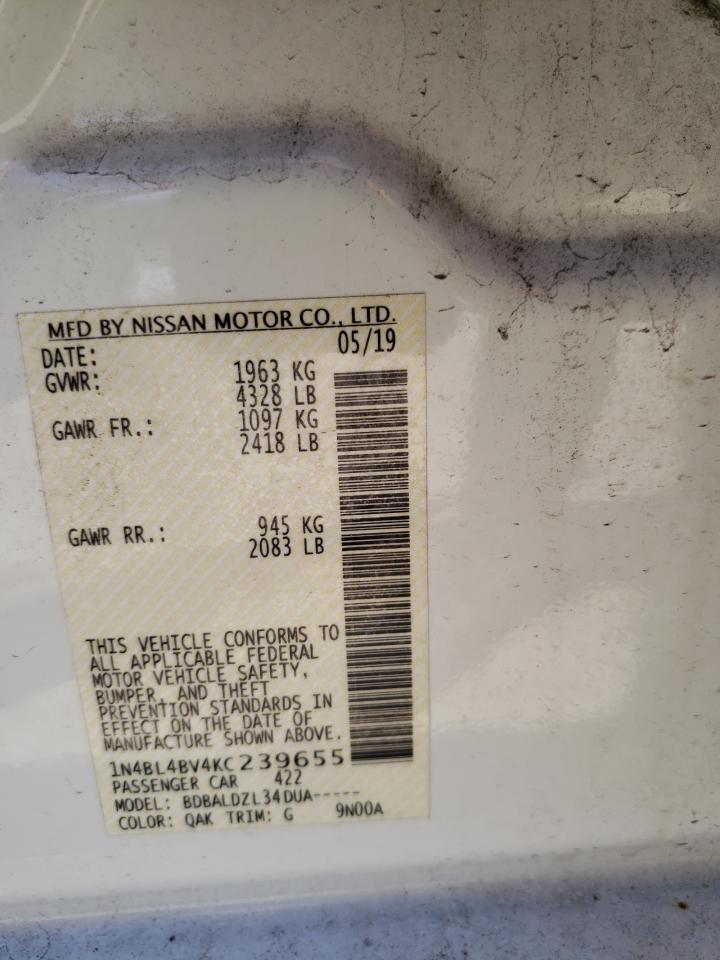 MFD BY NISSAN MOTOR CO., LTD.
DATE: 05/19
GVWR: 1963 KG
4328 LB
GAWR FR.: 1097 KG
2418 LB
GAWR RR.: 945 KG
2083 LB
THIS VEHICLE CONFORMS TO
ALL APPLICABLE FEDERAL
MOTOR VEHICLE SAFETY,
BUMPER, AND THEFT
PREVENTION STANDARDS IN
EFFECT ON THE DATE OF
MANUFACTURE SHOWN ABOVE.
1N4BL4BV4KC239655
PASSENGER CAR 422
MODEL: BDBALDZL34DUA-----
COLOR: QAK TRIM: G 9N00A